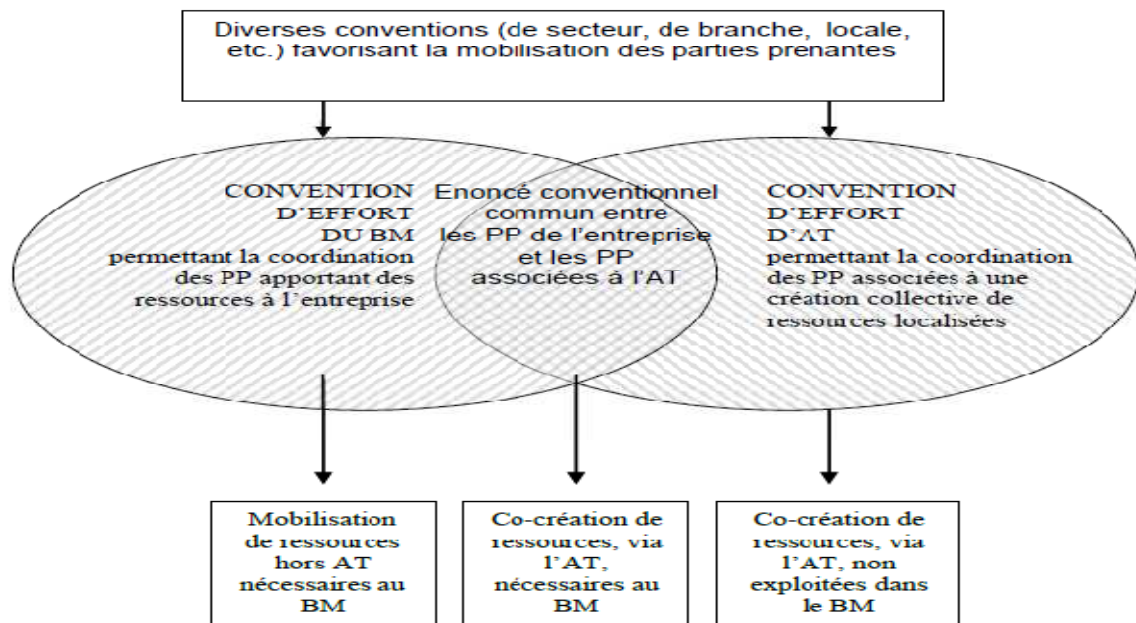 Diverses conventions (de secteur, de branche, locale,
etc.) favorisant la mobilisation des parties prenantes
CONVENTION
D'EFFORT
DU BM
permettant la coordination
des PP apportant des
ressources à l'entreprise
Enoncé conventionnel
commun entre
les PP de l'entreprise
et les PP
associées à l'AT
CONVENTION
D'EFFORT
D'AT
permettant la coordination
des PP associées à une
création collective de
ressources localisées
Mobilisation
de ressources
hors AT
nécessaires au
BM
Co-création de
ressources, via
l'AT,
nécessaires au
BM
Co-création de
ressources, via
l'AT, non
exploitées dans
le BM